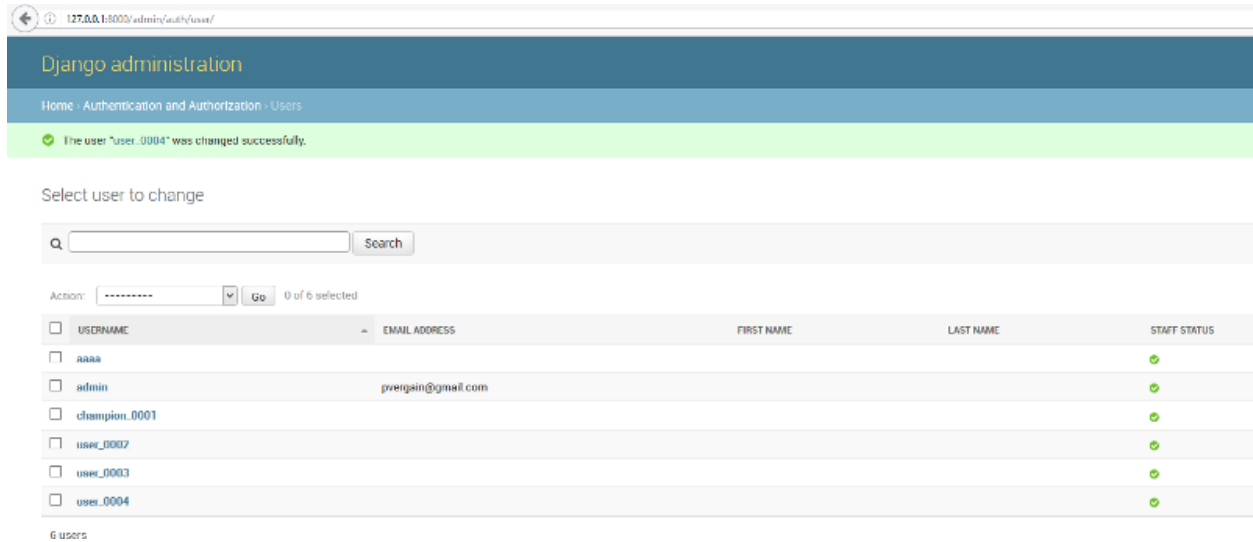 127.0.0.1:8000/admin/auth/user/
Django administration
Home › Authentication and Authorization › Users
The user "user_0004" was changed successfully.
Select user to change
Search
Action: --------- Go 0 of 6 selected
USERNAME EMAIL ADDRESS FIRST NAME LAST NAME STAFF STATUS
aaaa
admin pvergain@gmail.com
champion_0001
user_0002
user_0003
user_0004
6 users